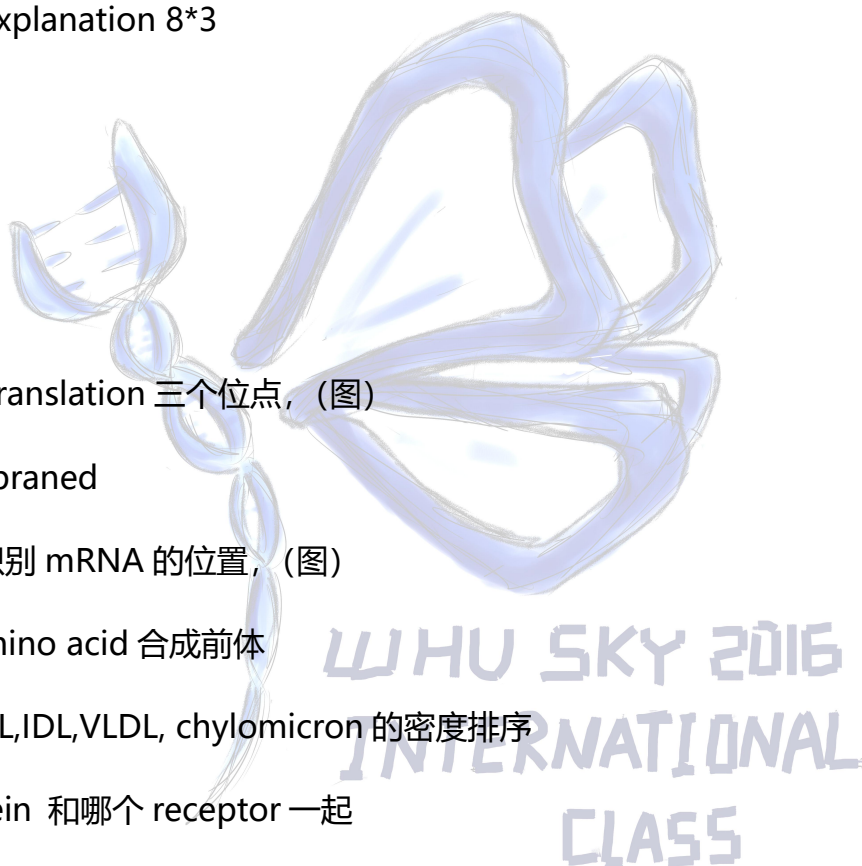 xplanation 8*3
ranslation 三个位点，（图）
praned
识别 mRNA 的位置，（图）
nino acid 合成前体
L,IDL,VLDL, chylomicron 的密度排序
ein 和哪个 receptor 一起
WHU SKY 2016
INTERNATIONAL
CLASS